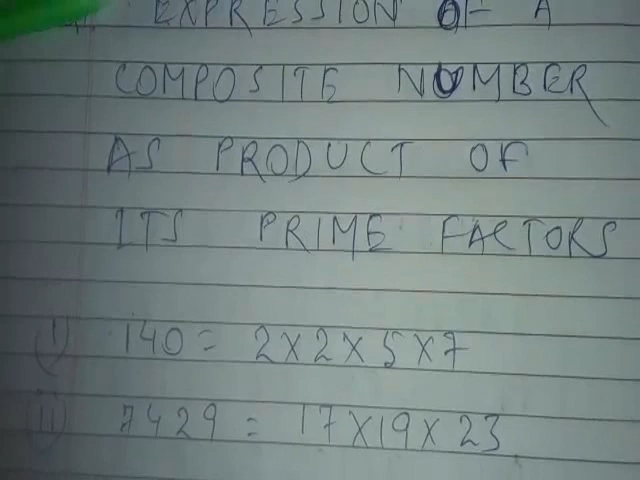 EXPRESSION OF A
COMPOSITE NUMBER
AS PRODUCT OF
ITS PRIME FACTORS
(i) 140 = 2 × 2 × 5 × 7
(ii) 7429 = 17 × 19 × 23